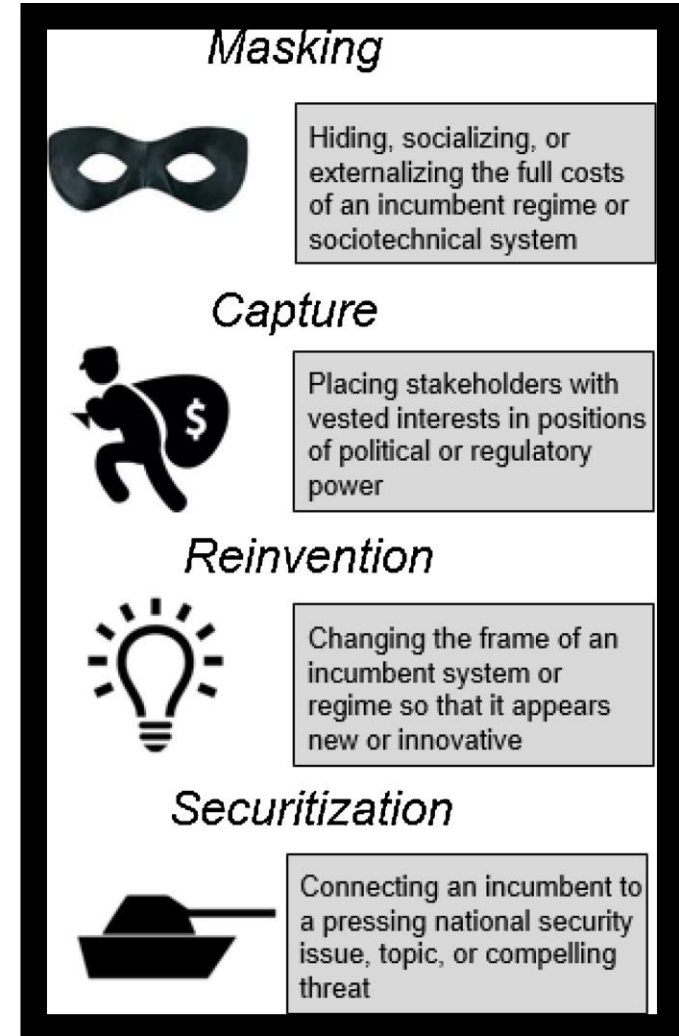 Masking
Hiding, socializing, or
externalizing the full costs
of an incumbent regime or
sociotechnical system
Capture
$
Placing stakeholders with
vested interests in positions
of political or regulatory
power
Reinvention
Changing the frame of an
incumbent system or
regime so that it appears
new or innovative
Securitization
Connecting an incumbent to
a pressing national security
issue, topic, or compelling
threat